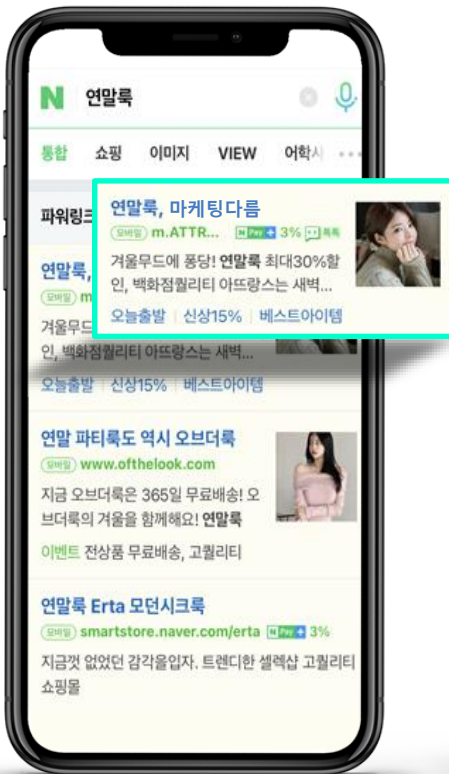 N 연말룩
통합 쇼핑 이미지 VIEW 어학
파워링크
연말룩, 마케팅다름
모바일 m.ATTR... N Pay + 3% 톡톡
겨울무드에 퐁당! 연말룩 최대30%할
인, 백화점퀄리티 아뜨랑스는 새벽...
오늘출발 신상15% 베스트아이템
연말룩,
모바일 m
겨울무드
인, 백화점퀄리티 아뜨랑스는 새벽...
오늘출발 신상15% 베스트아이템
연말 파티룩도 역시 오브더룩
모바일 www.ofthelook.com
지금 오브더룩은 365일 무료배송! 오
브더룩의 겨울을 함께해요! 연말룩
이벤트 전상품 무료배송, 고퀄리티
연말룩 Erta 모던시크룩
모바일 smartstore.naver.com/erta N Pay + 3%
지금껏 없었던 감각을입자. 트렌디한 셀렉샵 고퀄리티
쇼핑몰